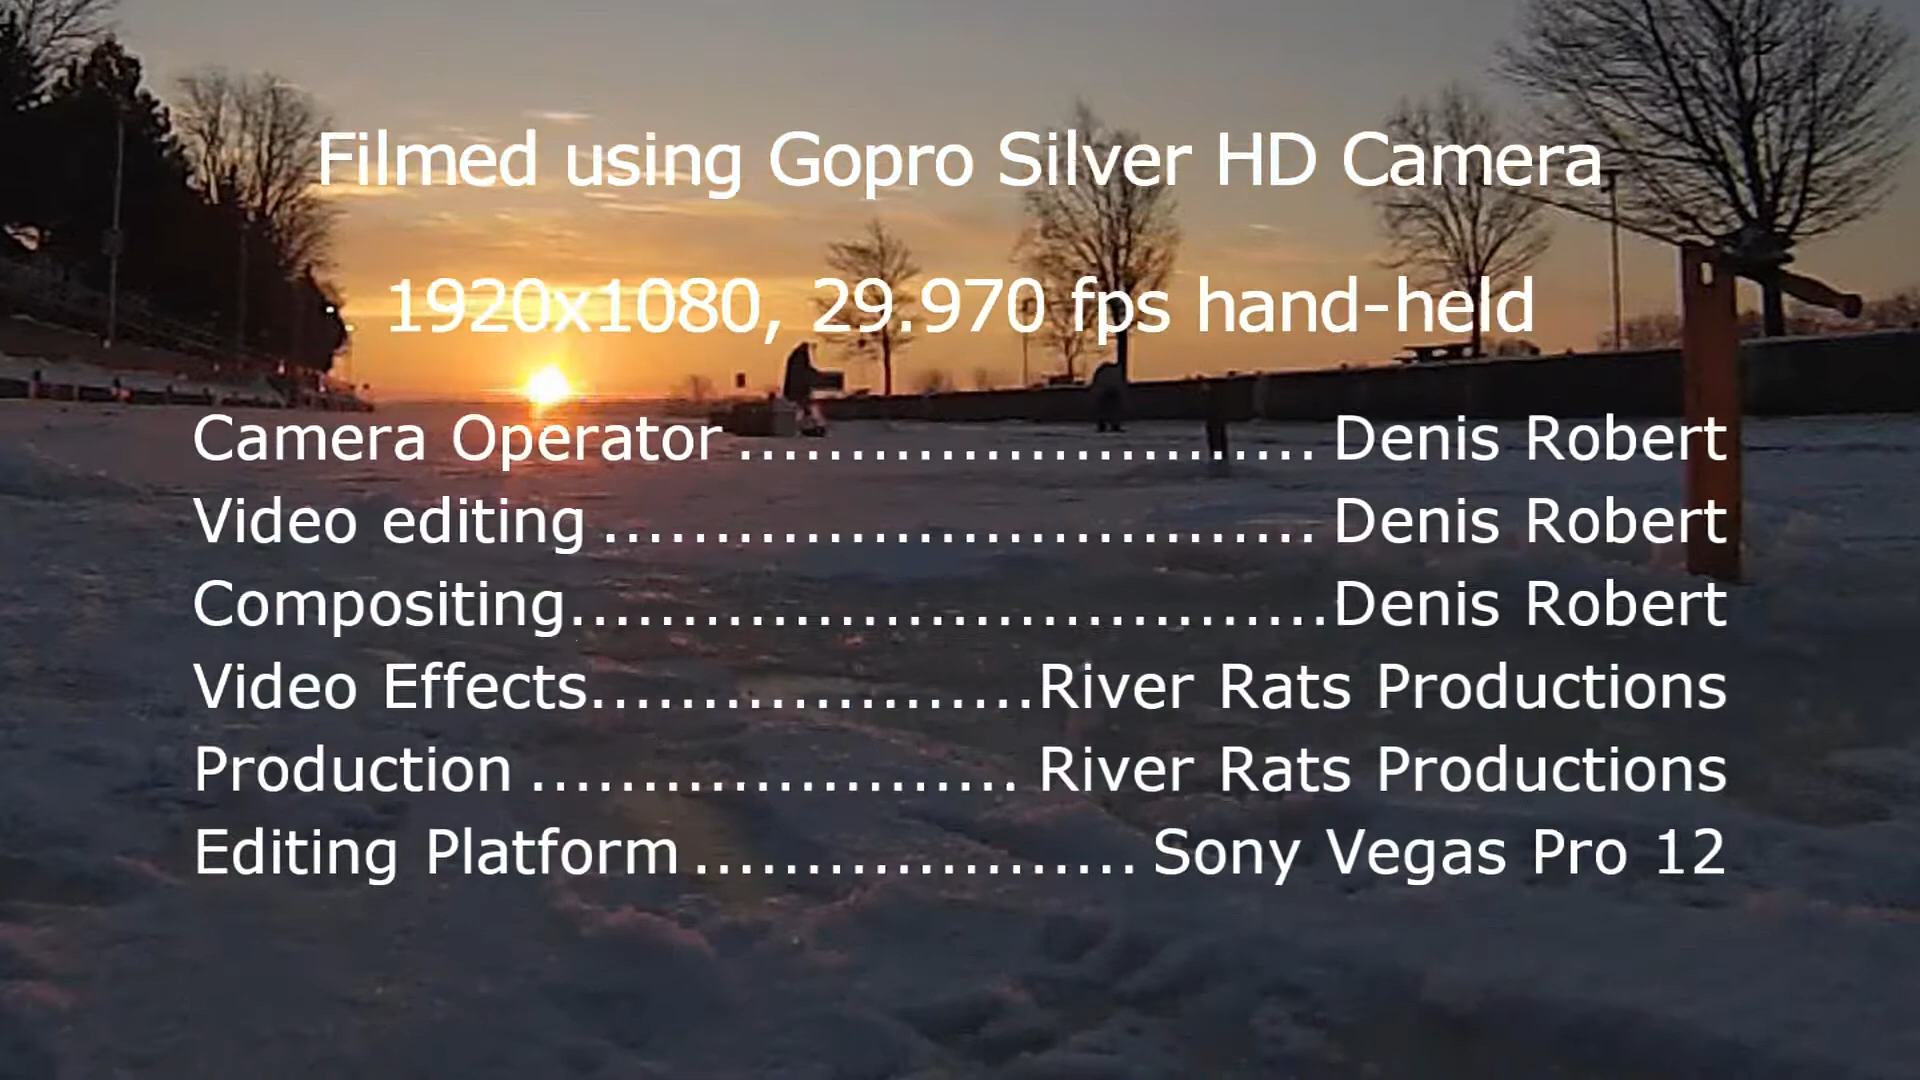 Filmed using Gopro Silver HD Camera
1920x1080, 29.970 fps hand-held
Camera Operator .......................... Denis Robert
Video editing ................................ Denis Robert
Compositing..................................Denis Robert
Video Effects....................River Rats Productions
Production ...................... River Rats Productions
Editing Platform .................... Sony Vegas Pro 12